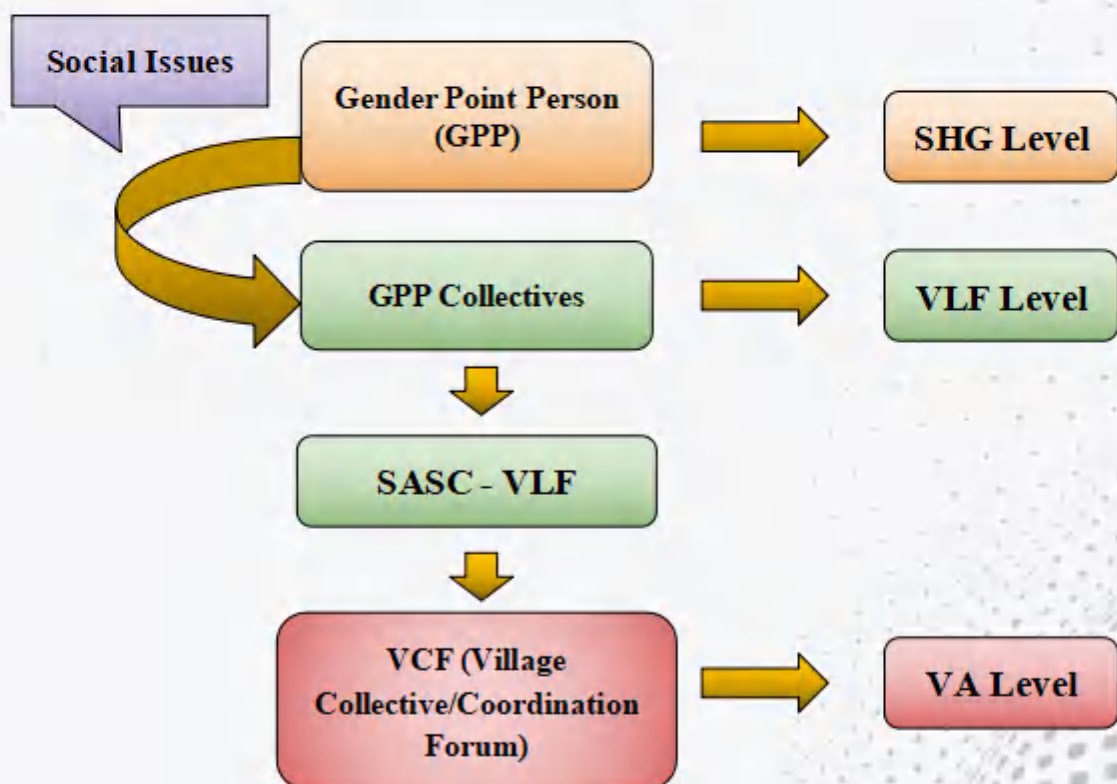 Social Issues
Gender Point Person
(GPP)
SHG Level
GPP Collectives
VLF Level
SASC - VLF
VCF (Village
Collective/Coordination
Forum)
VA Level